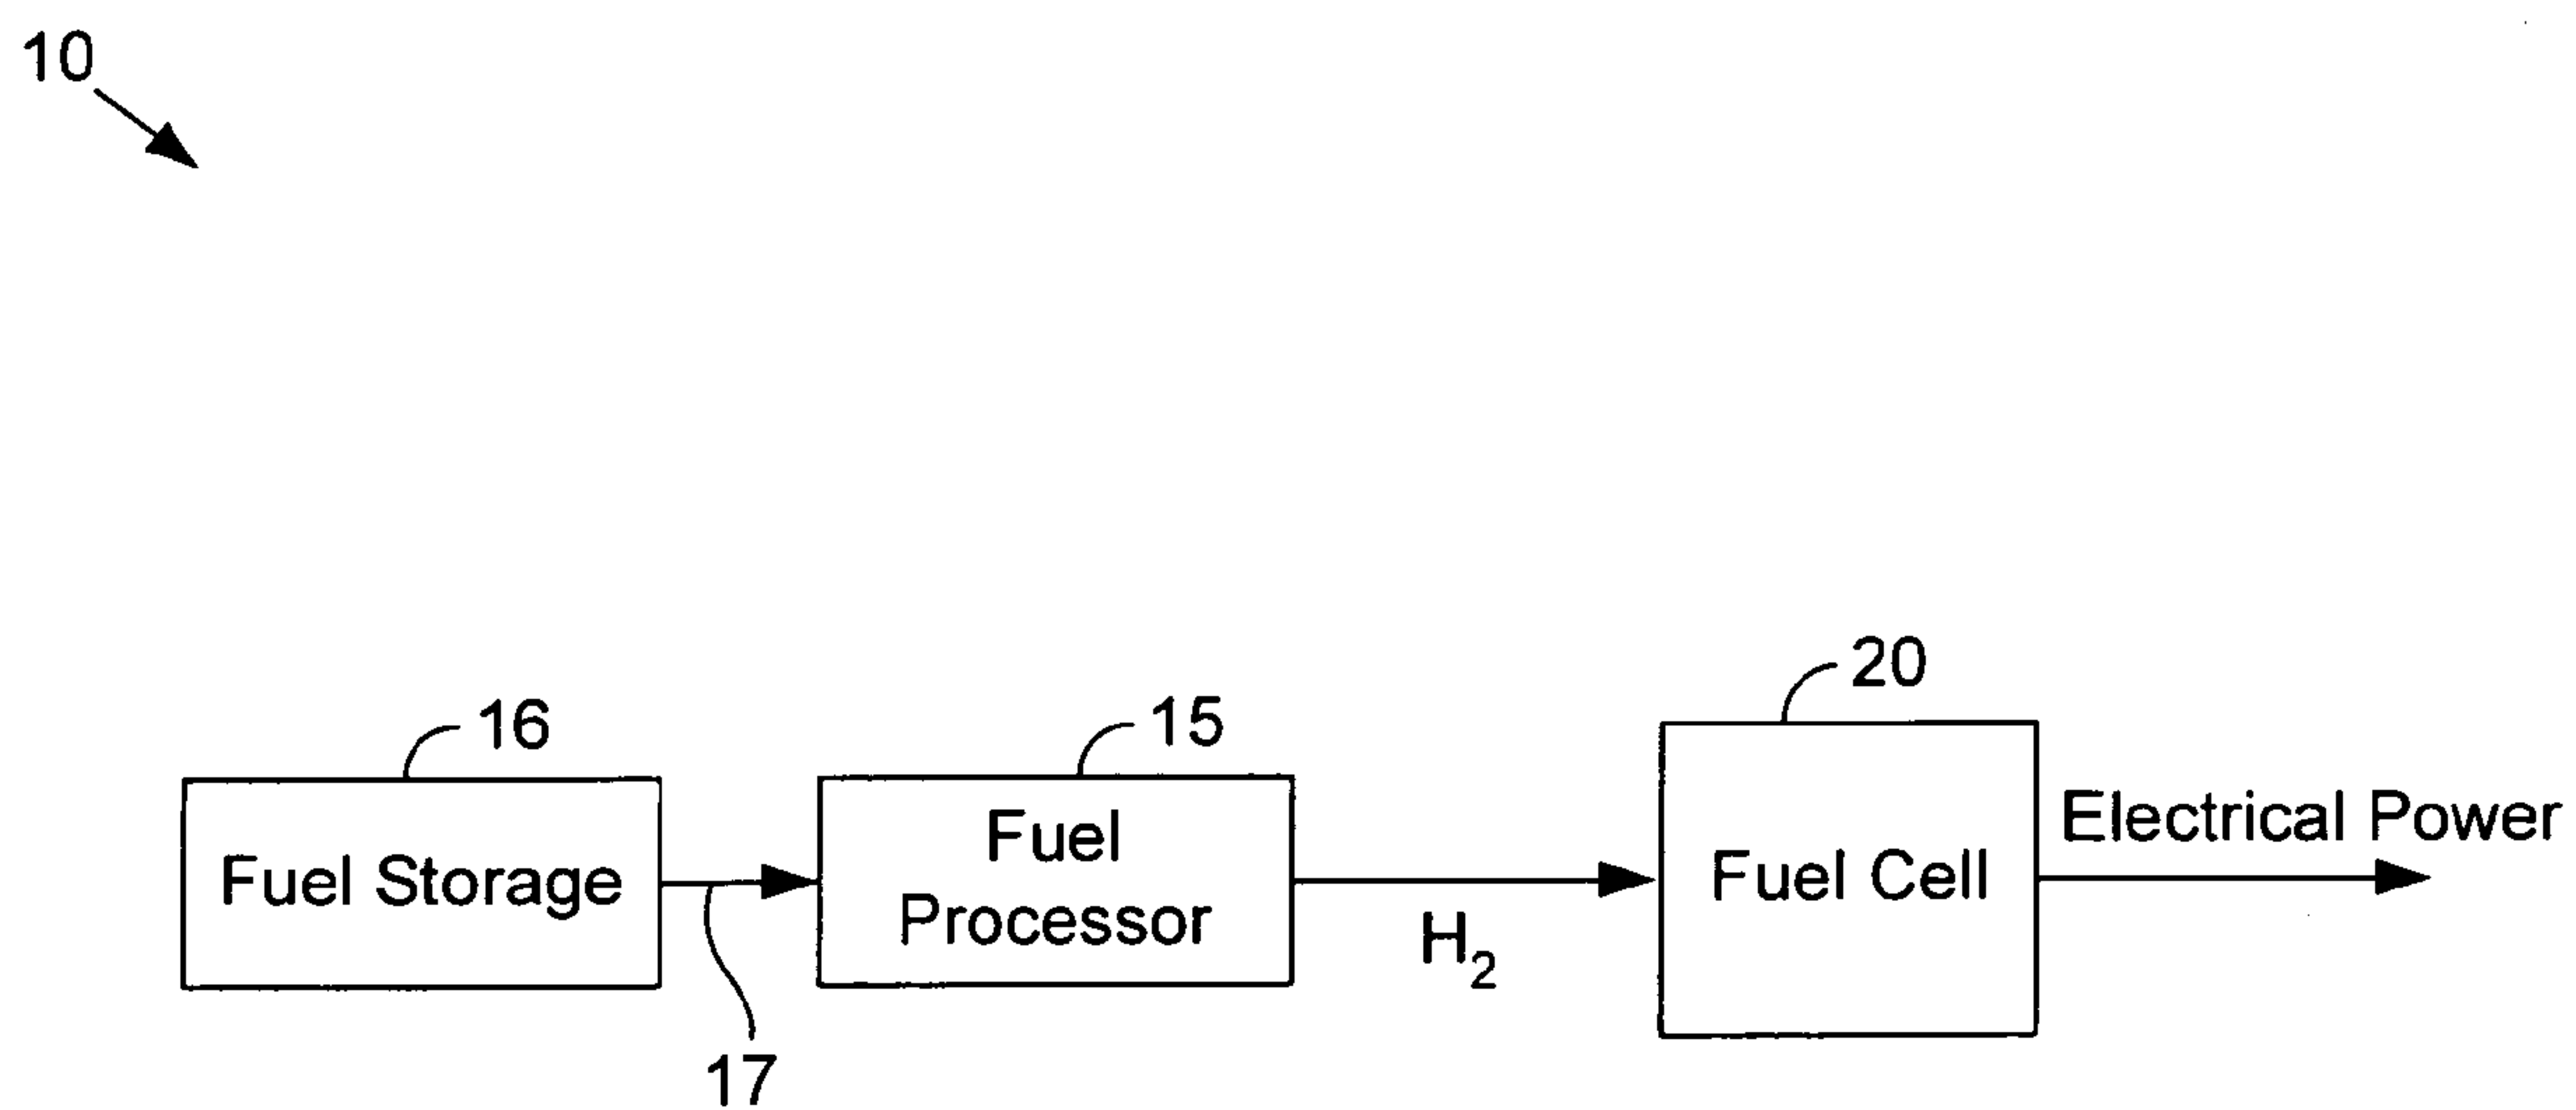 10
16
15
20
Fuel Storage
Fuel
Processor
Fuel Cell
Electrical Power
H₂
17